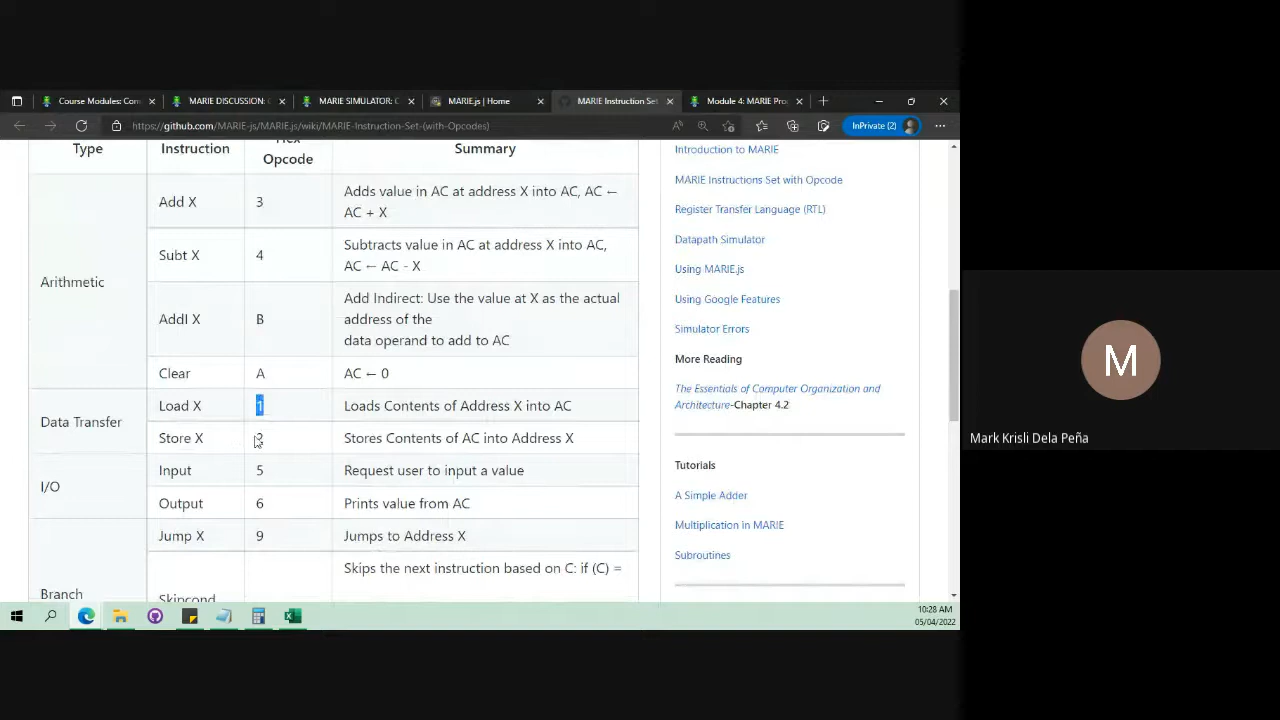 Course Modules: Com
MARIE DISCUSSION: C
MARIE SIMULATOR: C
MARIE.js | Home
MARIE Instruction Set
Module 4: MARIE Pro
https://github.com/MARIE-js/MARIE.js/wiki/MARIE-Instruction-Set-(with-Opcodes)
InPrivate (2)
Type Instruction Hex Opcode Summary
Arithmetic
Add X 3 Adds value in AC at address X into AC, AC ←
AC + X
Subt X 4 Subtracts value in AC at address X into AC,
AC ← AC - X
AddI X B Add Indirect: Use the value at X as the actual
address of the
data operand to add to AC
Clear A AC ← 0
Data Transfer
Load X 1 Loads Contents of Address X into AC
Store X 2 Stores Contents of AC into Address X
I/O
Input 5 Request user to input a value
Output 6 Prints value from AC
Branch
Jump X 9 Jumps to Address X
Skipcond
Skips the next instruction based on C: if (C) =
Introduction to MARIE
MARIE Instructions Set with Opcode
Register Transfer Language (RTL)
Datapath Simulator
Using MARIE.js
Using Google Features
Simulator Errors
More Reading
The Essentials of Computer Organization and
Architecture-Chapter 4.2
Tutorials
A Simple Adder
Multiplication in MARIE
Subroutines
10:28 AM
05/04/2022
M
Mark Krisli Dela Peña